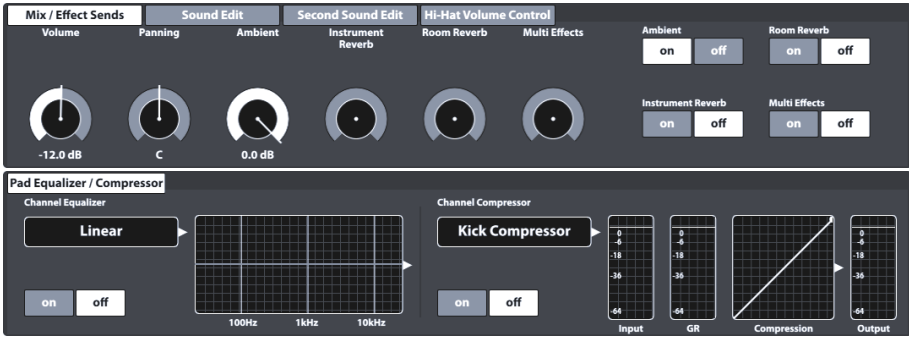 Mix / Effect Sends Sound Edit Second Sound Edit Hi-Hat Volume Control
Volume Panning Ambient Instrument Reverb Room Reverb Multi Effects
-12.0 dB C 0.0 dB
Ambient Room Reverb
on off on off
Instrument Reverb Multi Effects
on off on off
Pad Equalizer / Compressor
Channel Equalizer
Linear
on off
100Hz 1kHz 10kHz
Channel Compressor
Kick Compressor
on off
0 0 0
-6 -6 -6
-18 -18 -18
-36 -36 -36
-64 -64 -64
Input GR Compression Output